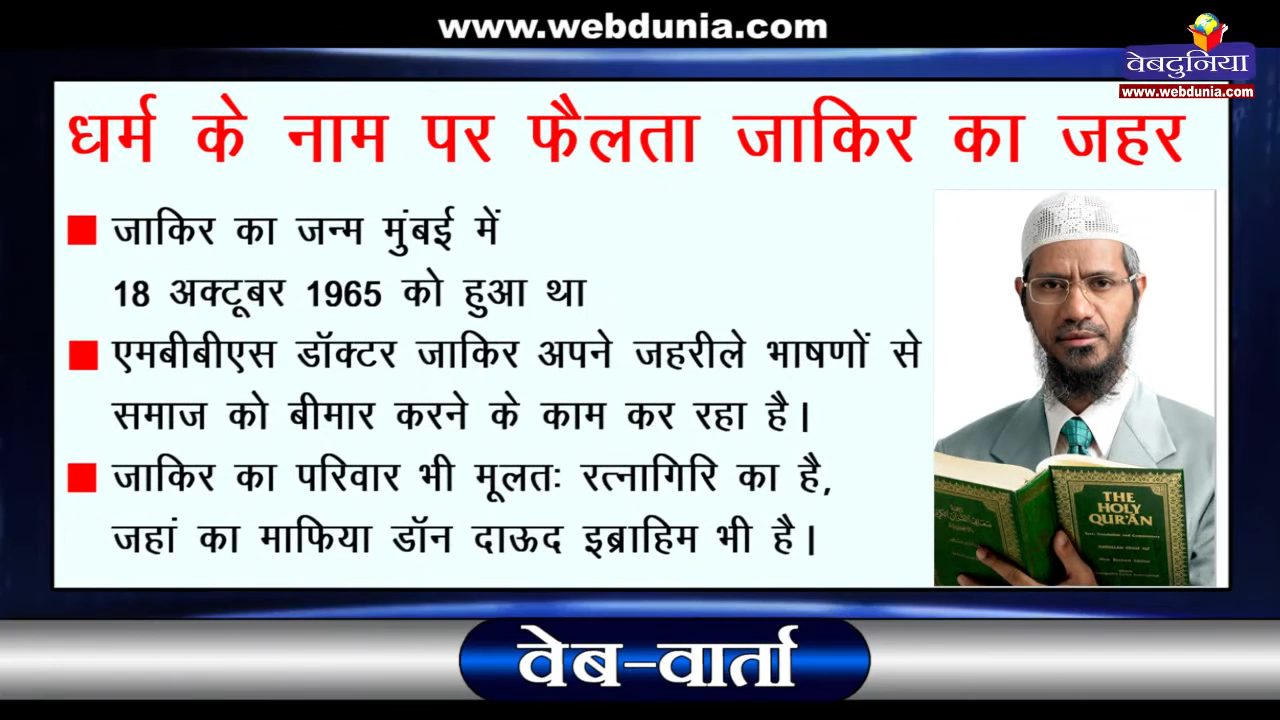 www.webdunia.com
वेबदुनिया
www.webdunia.com
धर्म के नाम पर फैलता जाकिर का जहर
जाकिर का जन्म मुंबई में
18 अक्टूबर 1965 को हुआ था
एमबीबीएस डॉक्टर जाकिर अपने जहरीले भाषणों से
समाज को बीमार करने के काम कर रहा है।
जाकिर का परिवार भी मूलतः रत्नागिरि का है,
जहां का माफिया डॉन दाऊद इब्राहिम भी है।
THE
HOLY
QUR'ĀN
वेब-वार्ता